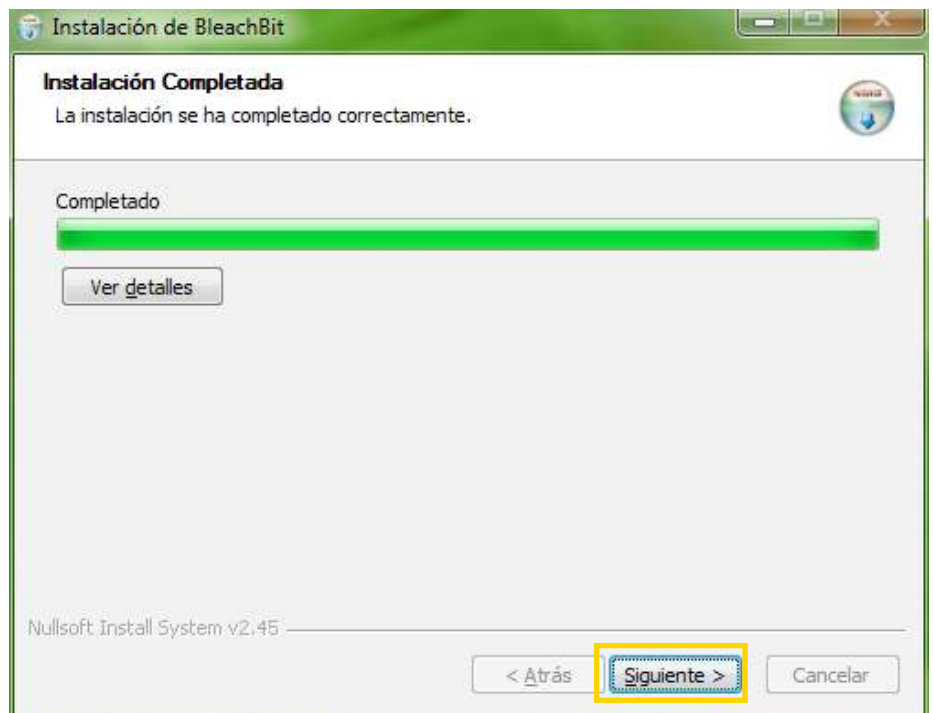 Instalación de BleachBit
Instalación Completada
La instalación se ha completado correctamente.
Completado
Ver detalles
Nullsoft Install System v2.45
< Atrás
Siguiente >
Cancelar